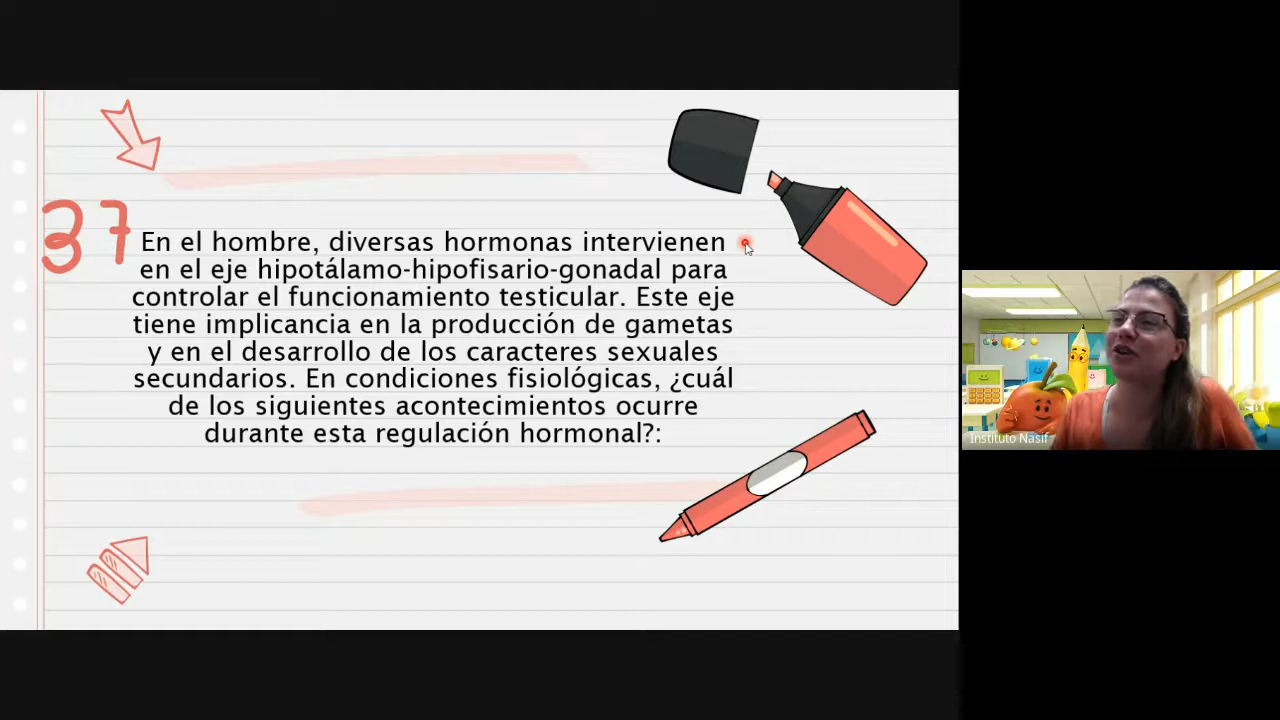 37
En el hombre, diversas hormonas intervienen
en el eje hipotálamo-hipofisario-gonadal para
controlar el funcionamiento testicular. Este eje
tiene implicancia en la producción de gametas
y en el desarrollo de los caracteres sexuales
secundarios. En condiciones fisiológicas, ¿cuál
de los siguientes acontecimientos ocurre
durante esta regulación hormonal?:
Instituto Nasif